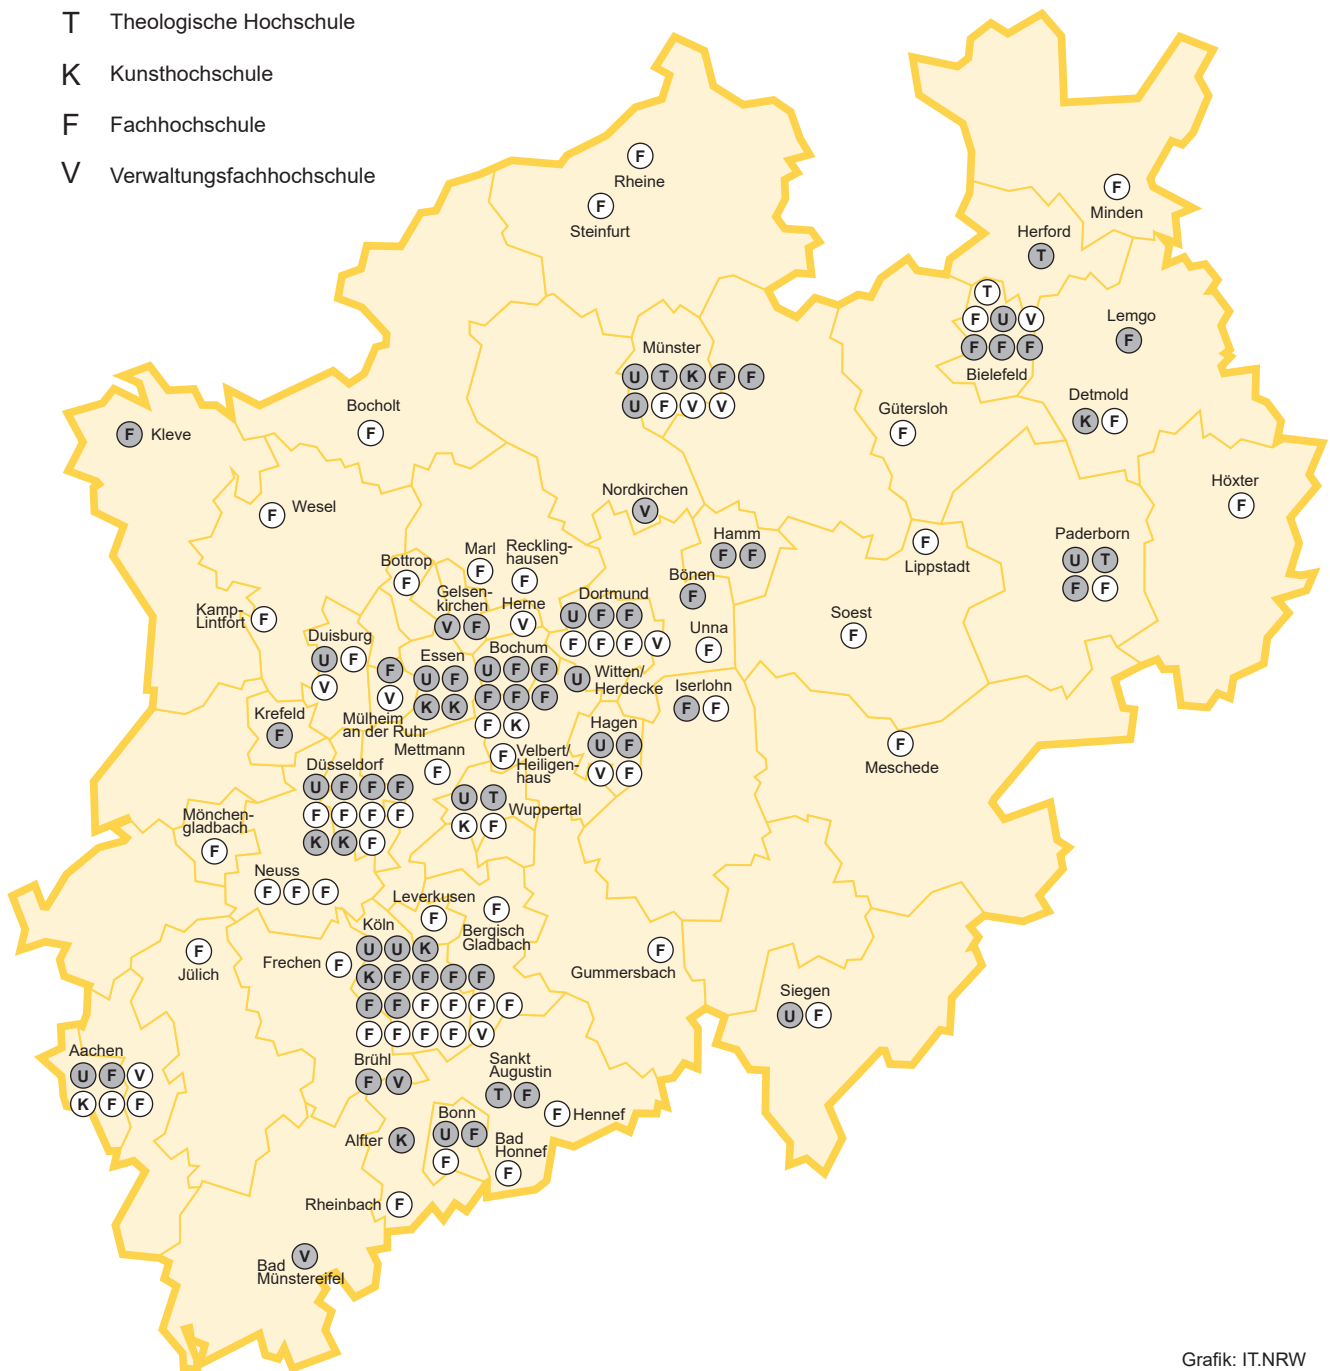 T Theologische Hochschule
K Kunsthochschule
F Fachhochschule
V Verwaltungsfachhochschule
F
Rheine
F
Steinfurt
F
Minden
Herford
T
T
F U V
F F F
Bielefeld
Lemgo
F
Detmold
K F
Münster
U T K F F
U F V V
Bocholt
F
F Kleve
Gütersloh
F
Höxter
F
Wesel
F
Nordkirchen
V
Hamm
F F
F
Lippstadt
Paderborn
U T
F F
Bottrop
F
Marl
F
Reckling-
hausen
F
Gelsen-
kirchen
V F
Herne
V
Dortmund
U F F
F F F V
Bönen
F
Unna
F
Soest
F
Kamp-
Lintfort
F
Duisburg
U F
V
F
V
Mülheim
an der Ruhr
Essen
U F
K K
Bochum
U F F
F F F
F K
U
Witten/
Herdecke
Iserlohn
F F
Krefeld
F
Hagen
U F
V F
F
Meschede
Mettmann
F
F
Velbert/
Heiligen-
haus
Düsseldorf
U F F F
F F F F
K K F
U T
K F
Wuppertal
Mönchen-
gladbach
F
Neuss
F F F
Leverkusen
F
F
Bergisch
Gladbach
F
Jülich
Frechen
F
Köln
U U K
K F F F F
F F F F F F
F F F F V
F
Gummersbach
Siegen
U F
Aachen
U F V
K F F
Brühl
F V
Sankt
Augustin
T F
F Hennef
Alfter K
Bonn
U F
F
Bad
Honnef
F
Rheinbach F
V
Bad
Münstereifel
Grafik: IT.NRW